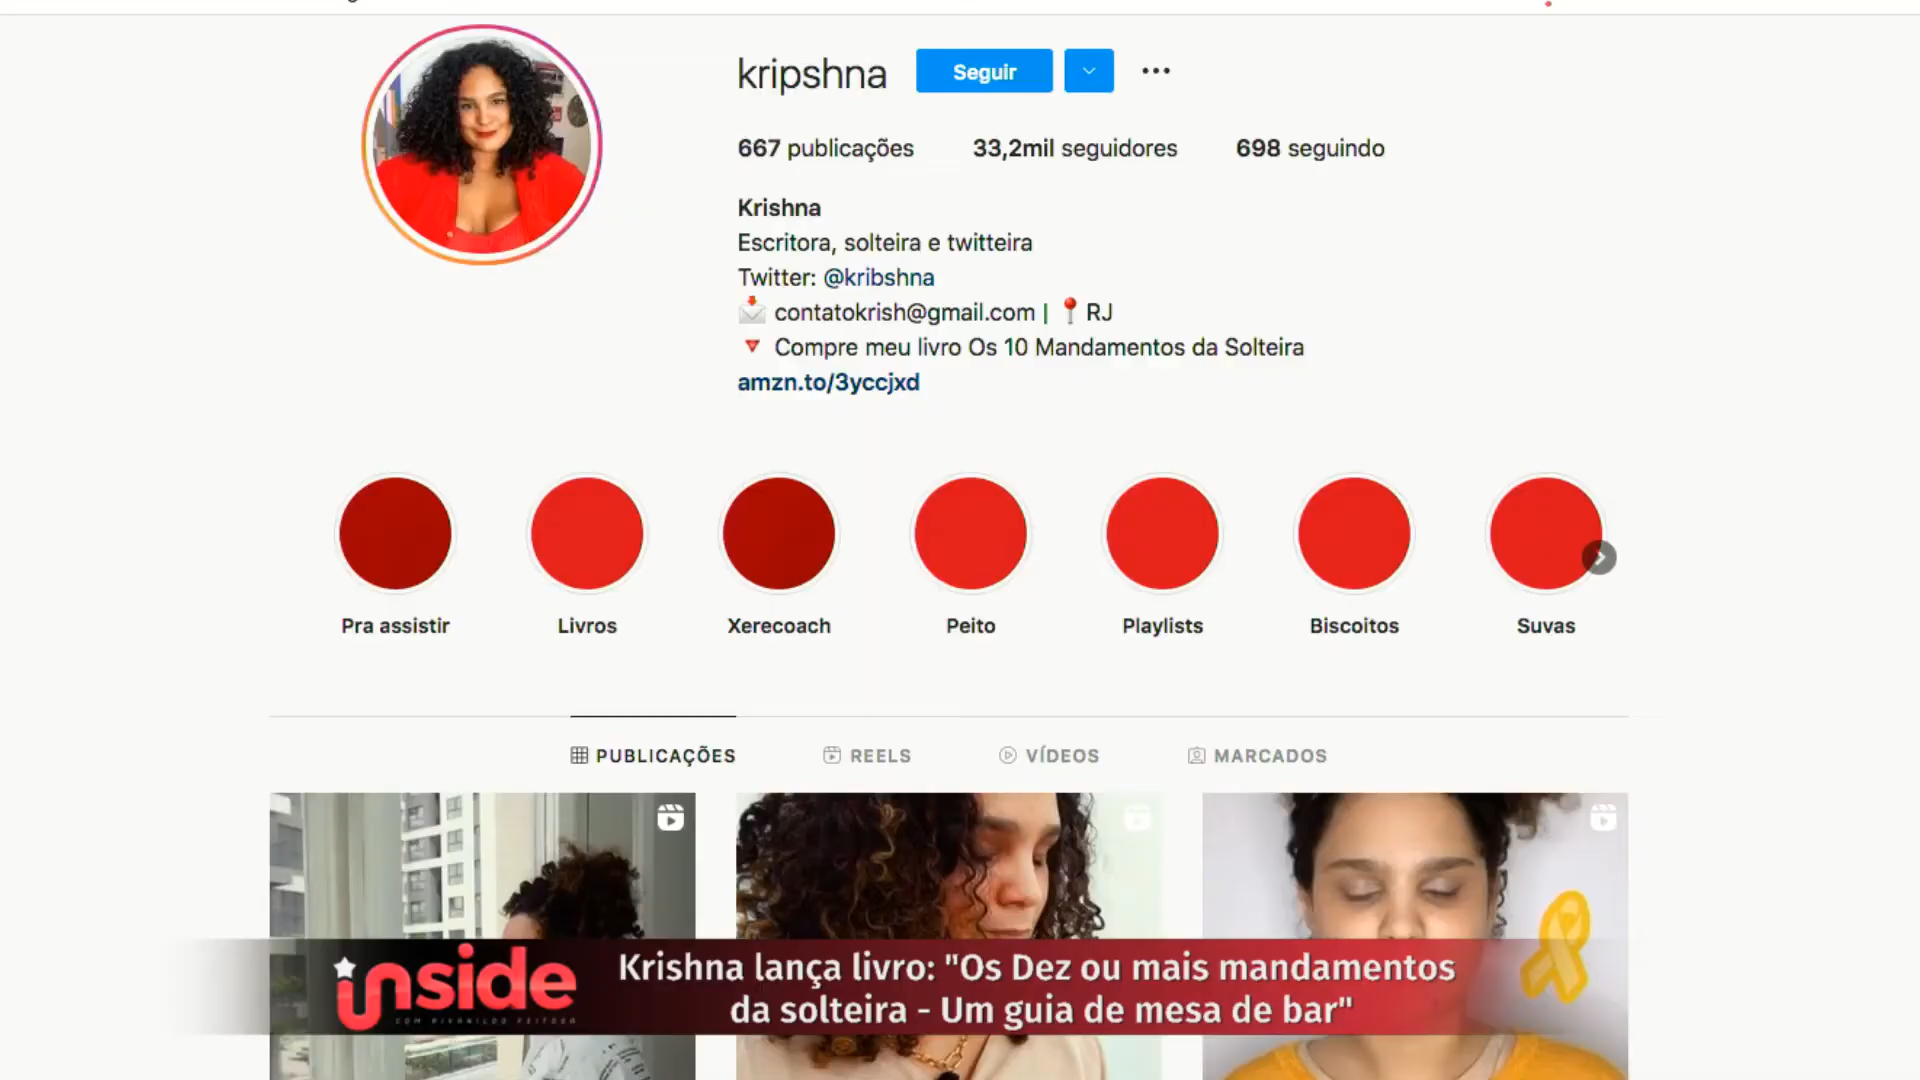 kripshna Seguir
667 publicações 33,2mil seguidores 698 seguindo
Krishna
Escritora, solteira e twitteira
Twitter: @kribshna
contatokrish@gmail.com | RJ
Compre meu livro Os 10 Mandamentos da Solteira
amzn.to/3yccjxd
Pra assistir Livros Xerecoach Peito Playlists Biscoitos Suvas
PUBLICAÇÕES REELS VÍDEOS MARCADOS
inside
COM RIVANILDO FEITOSA
Krishna lança livro: "Os Dez ou mais mandamentos
da solteira - Um guia de mesa de bar"